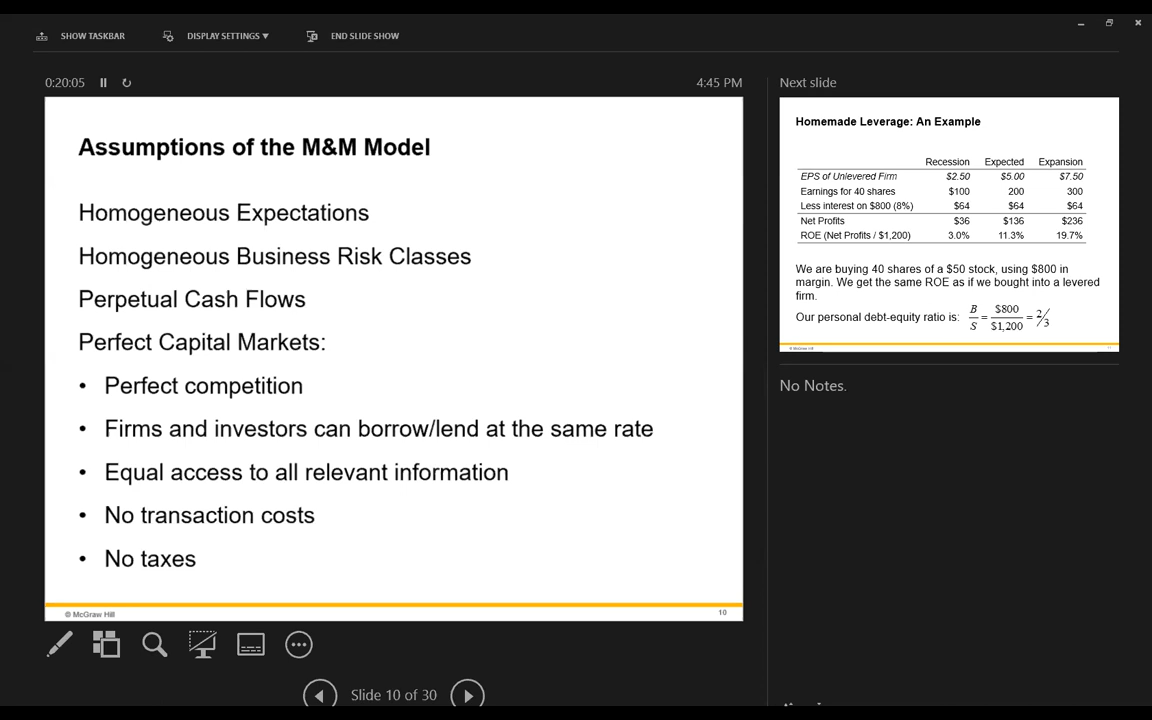 SHOW TASKBAR DISPLAY SETTINGS ▼ END SLIDE SHOW
0:20:05 4:45 PM
Assumptions of the M&M Model
Homogeneous Expectations
Homogeneous Business Risk Classes
Perpetual Cash Flows
Perfect Capital Markets:
• Perfect competition
• Firms and investors can borrow/lend at the same rate
• Equal access to all relevant information
• No transaction costs
• No taxes
© McGraw Hill 10
Slide 10 of 30
Next slide
Homogemade Leverage: An Example
Recession Expected Expansion
EPS of Unlevered Firm $2.50 $5.00 $7.50
Earnings for 40 shares $100 200 300
Less interest on $800 (8%) $64 $64 $64
Net Profits $36 $136 $236
ROE (Net Profits / $1,200) 3.0% 11.3% 19.7%
We are buying 40 shares of a $50 stock, using $800 in
margin. We get the same ROE as if we bought into a levered
firm.
Our personal debt-equity ratio is: B/S = $800/$1,200 = 2/3
© McGraw Hill
No Notes.